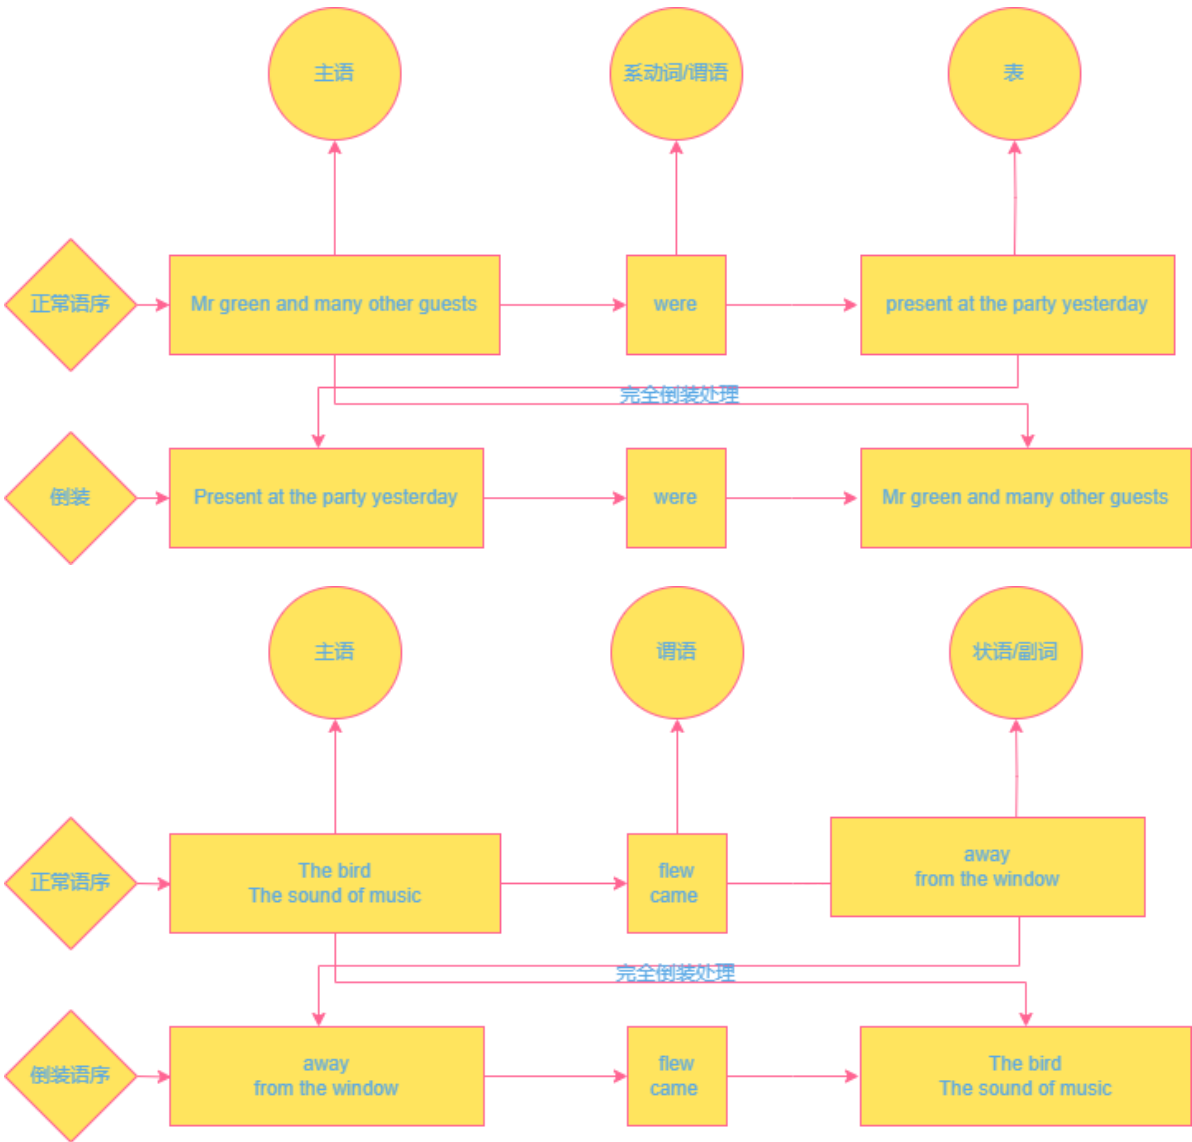 主语
系动词/谓语
表
正常语序
Mr green and many other guests
were
present at the party yesterday
完全倒装处理
倒装
Present at the party yesterday
were
Mr green and many other guests
主语
谓语
状语/副词
正常语序
The bird
The sound of music
flew
came
away
from the window
完全倒装处理
倒装语序
away
from the window
flew
came
The bird
The sound of music